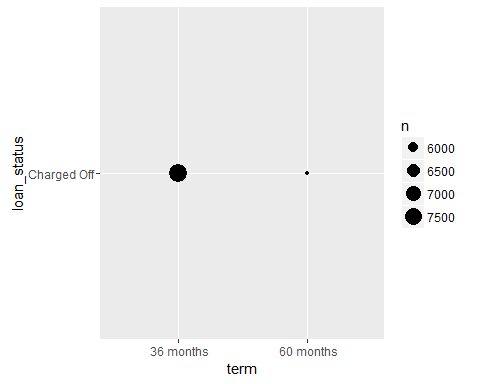 loan_status
Charged Off
36 months
60 months
term
n
6000
6500
7000
7500